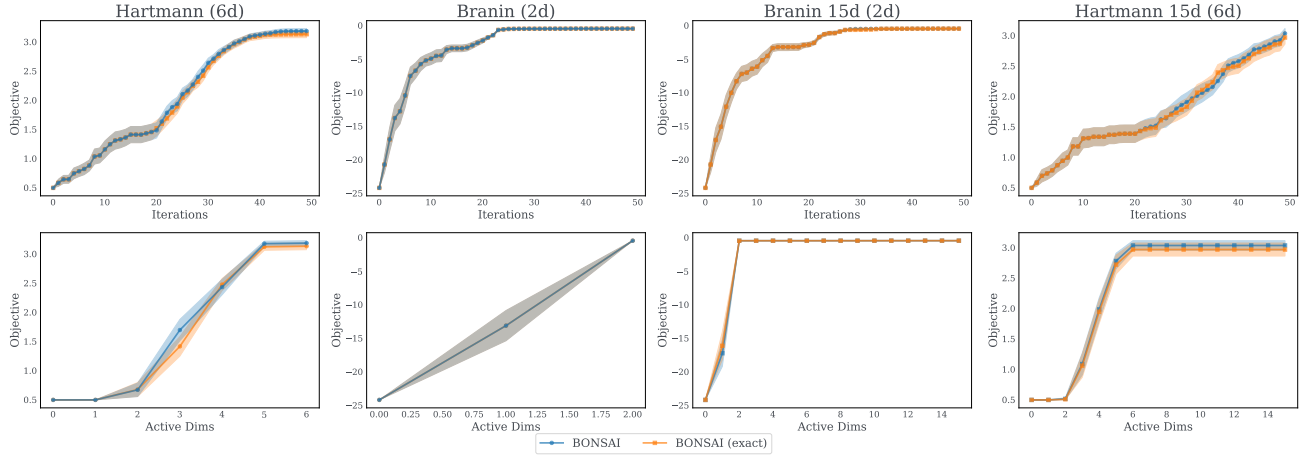 Hartmann (6d)
Branin (2d)
Branin 15d (2d)
Hartmann 15d (6d)
Objective
3.0
2.5
2.0
1.5
1.0
0.5
0 10 20 30 40 50
Iterations
Objective
0
−5
−10
−15
−20
−25
0 10 20 30 40 50
Iterations
Objective
0
−5
−10
−15
−20
−25
0 10 20 30 40 50
Iterations
Objective
3.0
2.5
2.0
1.5
1.0
0.5
0 10 20 30 40 50
Iterations
Objective
3.0
2.5
2.0
1.5
1.0
0.5
0 1 2 3 4 5 6
Active Dims
Objective
0
−5
−10
−15
−20
−25
0.00 0.25 0.50 0.75 1.00 1.25 1.50 1.75 2.00
Active Dims
Objective
0
−5
−10
−15
−20
−25
0 2 4 6 8 10 12 14
Active Dims
Objective
3.0
2.5
2.0
1.5
1.0
0.5
0 2 4 6 8 10 12 14
Active Dims
BONSAI
BONSAI (exact)